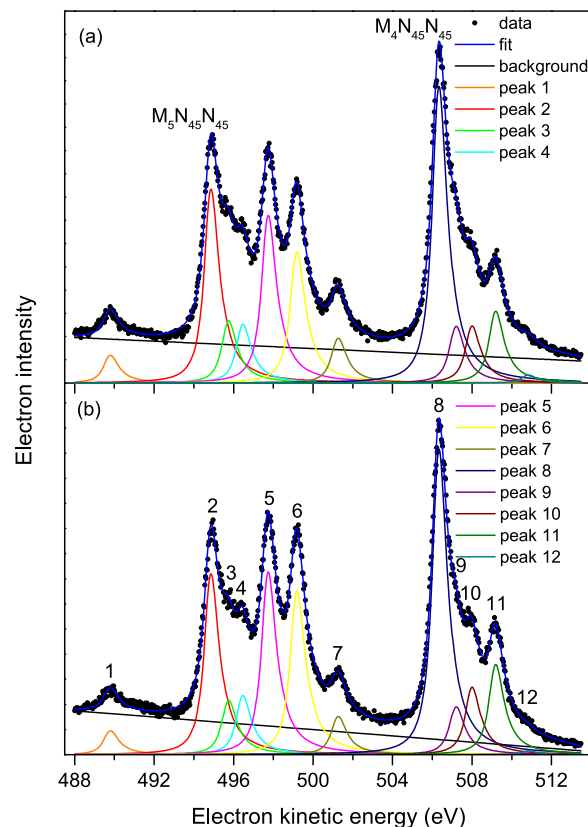 (a)
M₅N₄₅N₄₅
M₄N₄₅N₄₅
data
fit
background
peak 1
peak 2
peak 3
peak 4
Electron intensity
(b)
1
2
3
4
5
6
7
8
9
10
11
12
peak 5
peak 6
peak 7
peak 8
peak 9
peak 10
peak 11
peak 12
488 492 496 500 504 508 512
Electron kinetic energy (eV)